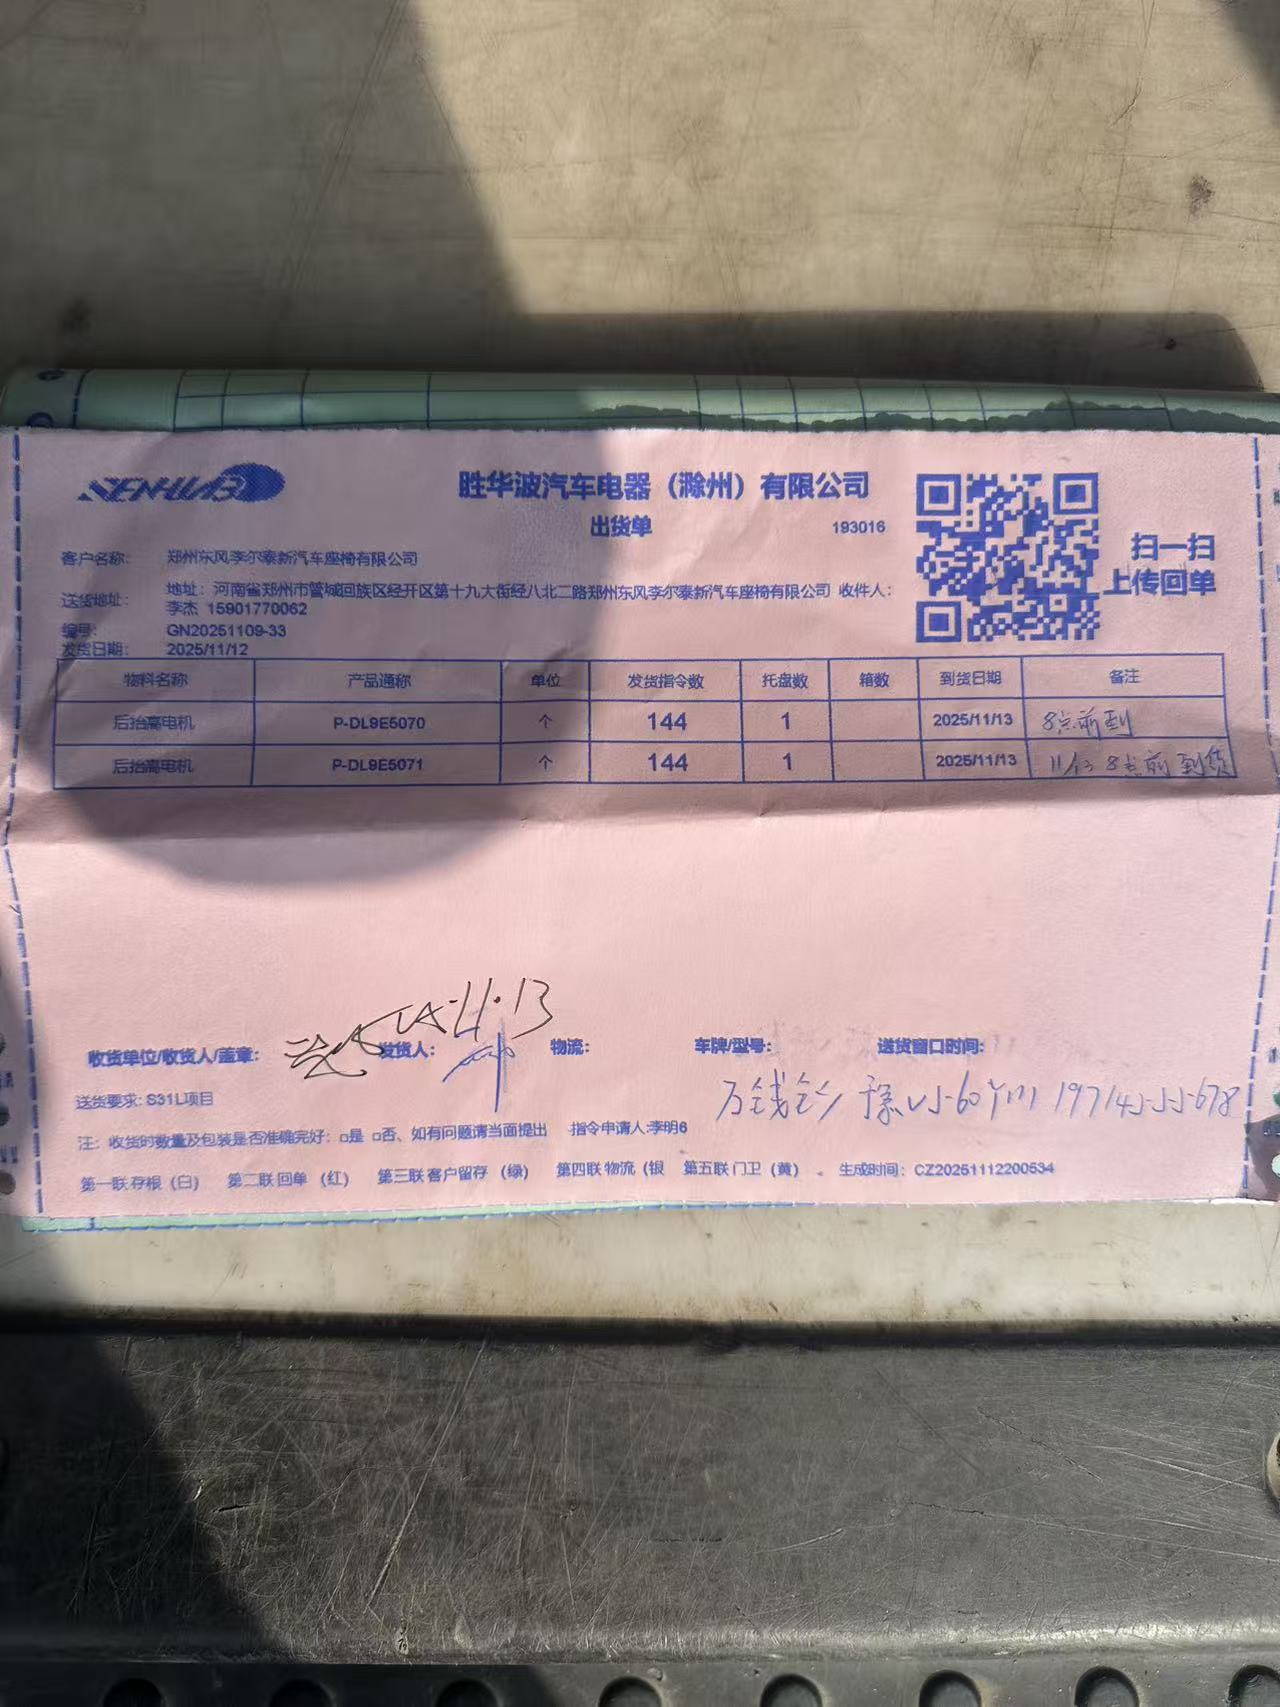 SENHUAB
胜华波汽车电器（滁州）有限公司
出货单
193016
扫一扫
上传回单
客户名称： 郑州东风李尔泰新汽车座椅有限公司
送货地址： 地址：河南省郑州市管城回族区经开区第十九大街经八北二路郑州东风李尔泰新汽车座椅有限公司 收件人：
李杰 15901770062
编号： GN20251109-33
发货日期： 2025/11/12
物料名称 产品通称 单位 发货指令数 托盘数 箱数 到货日期 备注
后抬高电机 P-DL9E5070 个 144 1 2025/11/13 8点前到
后抬高电机 P-DL9E5071 个 144 1 2025/11/13 11/13 8点前到货
11.13
收货单位/收货人/盖章： 发货人： 物流： 车牌/型号： 送货窗口时间：
送货要求：S31L项目
注：收货时数量及包装是否准确完好：□是 □否、如有问题请当面提出 指令申请人:李明6
第一联 存根（白） 第二联 回单（红） 第三联 客户留存（绿） 第四联 物流（银 第五联 门卫（黄）. 生成时间：CZ20251112200534